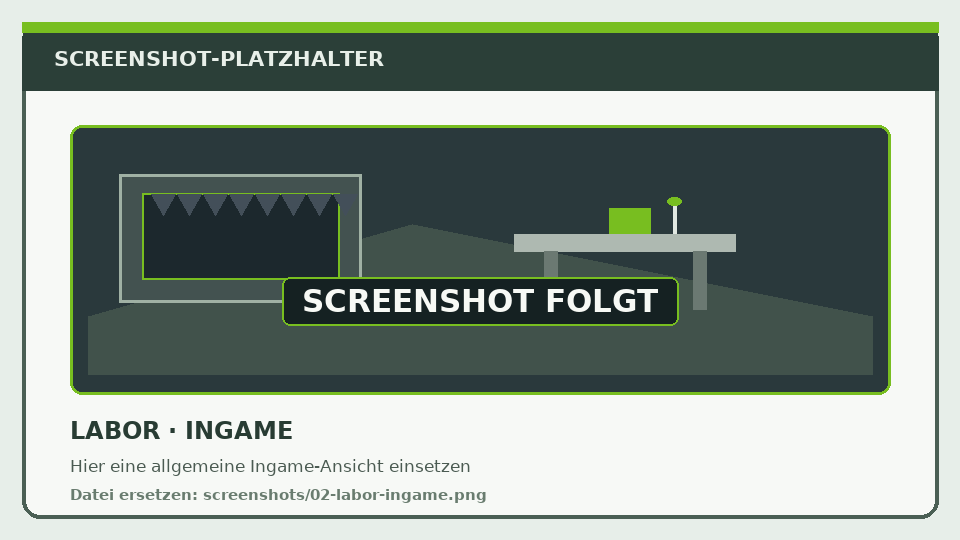 SCREENSHOT-PLATZHALTER
SCREENSHOT FOLGT
LABOR · INGAME
Hier eine allgemeine Ingame-Ansicht einsetzen
Datei ersetzen: screenshots/02-labor-ingame.png